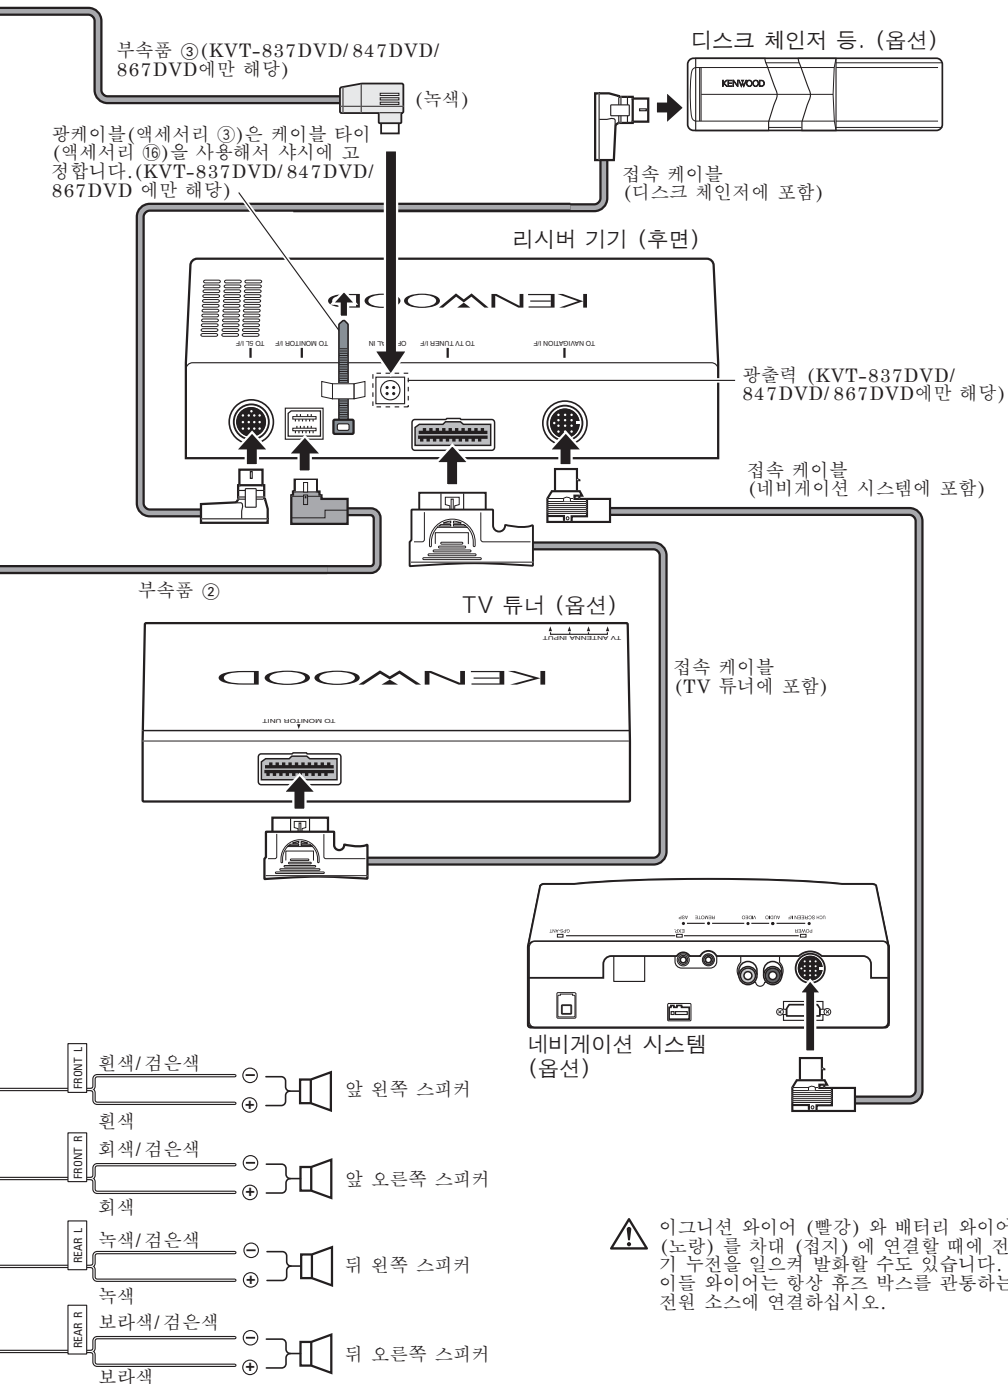 부속품 ③(KVT-837DVD/847DVD/
867DVD에만 해당)
(녹색)
디스크 체인저 등. (옵션)
KENWOOD
광케이블(액세서리 ③)은 케이블 타이
(액세서리 ⑯)을 사용해서 샤시에 고
정합니다.(KVT-837DVD/847DVD/
867DVD 에만 해당)
접속 케이블
(디스크 체인저에 포함)
리시버 기기 (후면)
KENWOOD
TO SL I/F
TO MONITOR I/F
AL IN
TO TV TUNER I/F
TO NAVIGATION I/F
광출력 (KVT-837DVD/
847DVD/867DVD에만 해당)
접속 케이블
(네비게이션 시스템에 포함)
부속품 ②
TV 튜너 (옵션)
TV ANTENNA INPUT
KENWOOD
TO MONITOR UNIT
접속 케이블
(TV 튜너에 포함)
ASP REMOTE VIDEO AUDIO
GPS-ANT EXP. POWER
네비게이션 시스템
(옵션)
FRONT L
흰색/검은색
⊖
⊕
흰색
앞 왼쪽 스피커
FRONT R
회색/검은색
⊖
⊕
회색
앞 오른쪽 스피커
REAR L
녹색/검은색
⊖
⊕
녹색
뒤 왼쪽 스피커
REAR R
보라색/검은색
⊖
⊕
보라색
뒤 오른쪽 스피커
이그니션 와이어 (빨강) 와 배터리 와이어
(노랑) 를 차대 (접지) 에 연결할 때에 전
기 누전을 일으켜 발화할 수도 있습니다.
이들 와이어는 항상 휴즈 박스를 관통하는
전원 소스에 연결하십시오.